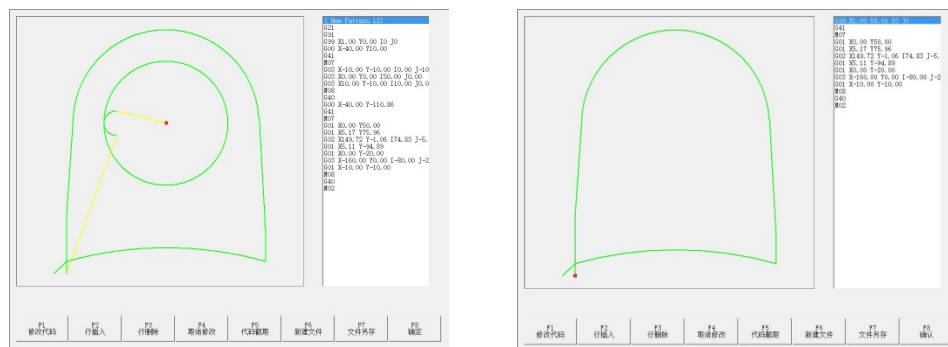 ( New Pattern 12)
G21
G91
G99 X1.00 Y0.00 I0 J0
G00 X-40.00 Y10.00
G41
M07
G03 X-10.00 Y-10.00 I0.00 J-10
G03 X0.00 Y0.00 I50.00 J0.00
G03 X10.00 Y-10.00 I10.00 J0.0
M08
G40
G00 X-40.00 Y-110.86
G41
M07
G01 X0.00 Y50.00
G01 X5.17 Y75.96
G02 X149.72 Y-1.06 I74.83 J-5.
G01 X5.11 Y-94.89
G01 X0.00 Y-20.00
G03 X-160.00 Y0.00 I-80.00 J-2
G01 X-10.00 Y-10.00
M08
G40
M02
F1 F2 F3 F4 F5 F6 F7 F8
修改代码 行插入 行删除 取消修改 代码截取 新建文件 文件另存 确定
G99 X1.00 Y0.00 I0 J0
G41
M07
G01 X0.00 Y50.00
G01 X5.17 Y75.96
G02 X149.72 Y-1.06 I74.83 J-5.
G01 X5.11 Y-94.89
G01 X0.00 Y-20.00
G03 X-160.00 Y0.00 I-80.00 J-2
G01 X-10.00 Y-10.00
M08
G40
M02
F1 F2 F3 F4 F5 F6 F7 F8
修改代码 行插入 行删除 取消修改 代码截取 新建文件 文件另存 确认